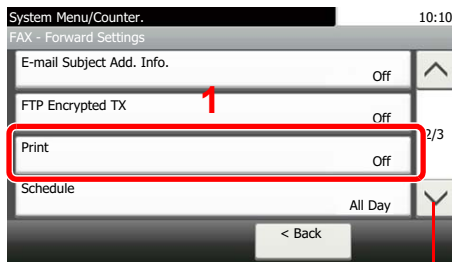 System Menu/Counter.
10:10
FAX - Forward Settings
E-mail Subject Add. Info.
Off
1
FTP Encrypted TX
Off
2/3
Print
Off
Schedule
All Day
< Back